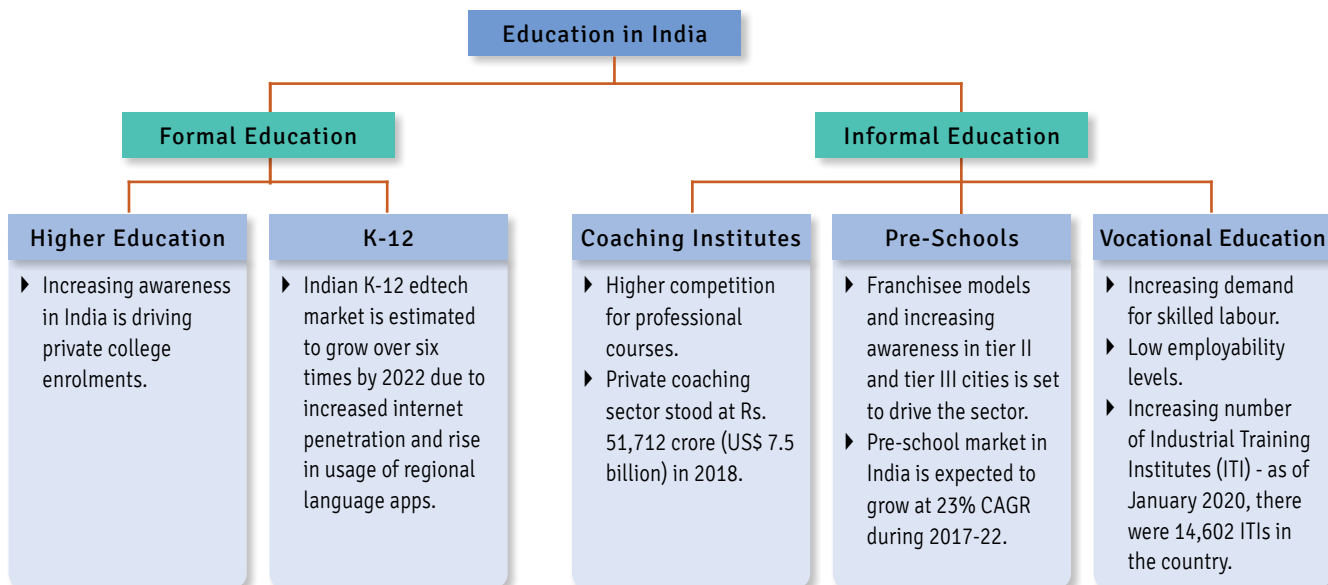 Education in India
Formal Education
Informal Education
Higher Education
Increasing awareness
in India is driving
private college
enrolments.
K-12
Indian K-12 edtech
market is estimated
to grow over six
times by 2022 due to
increased internet
penetration and rise
in usage of regional
language apps.
Coaching Institutes
Higher competition
for professional
courses.
Private coaching
sector stood at Rs.
51,712 crore (US$ 7.5
billion) in 2018.
Pre-Schools
Franchisee models
and increasing
awareness in tier II
and tier III cities is set
to drive the sector.
Pre-school market in
India is expected to
grow at 23% CAGR
during 2017-22.
Vocational Education
Increasing demand
for skilled labour.
Low employability
levels.
Increasing number
of Industrial Training
Institutes (ITI) - as of
January 2020, there
were 14,602 ITIs in
the country.